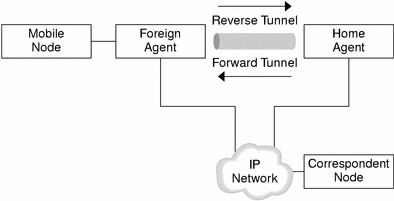 Reverse Tunnel
Mobile
Node
Foreign
Agent
Home
Agent
Forward Tunnel
IP
Network
Correspondent
Node